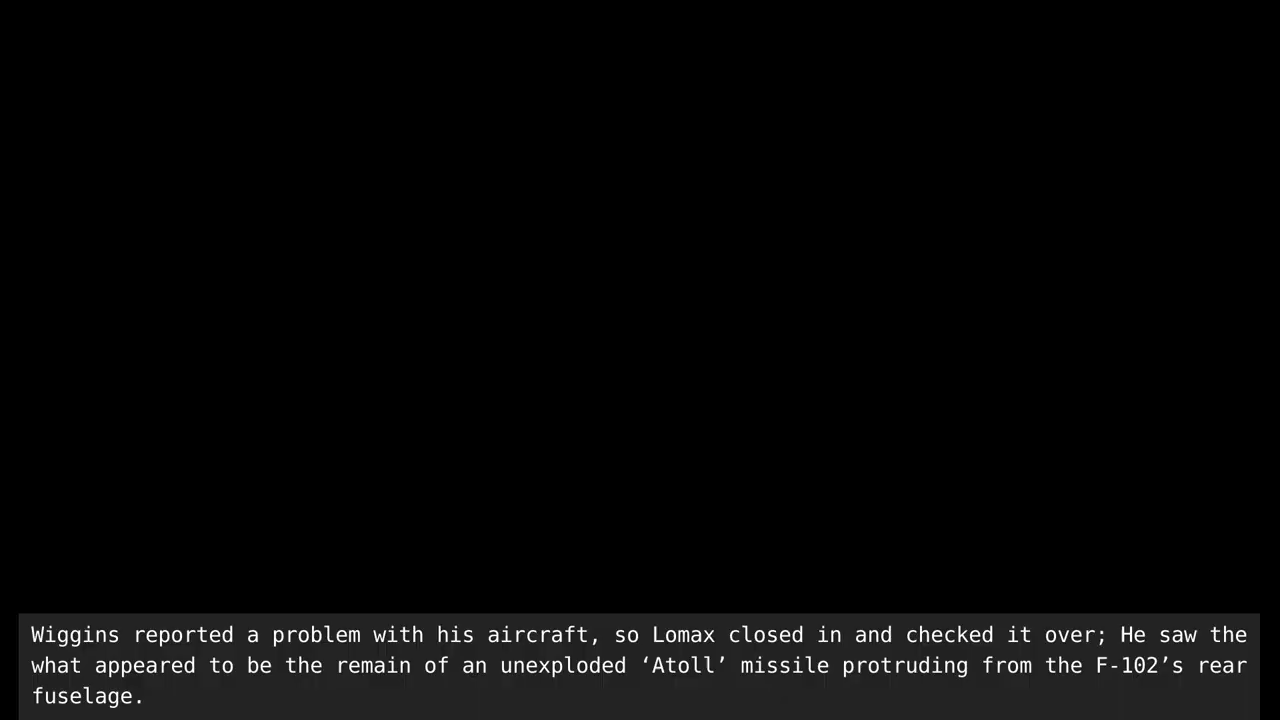 Wiggins reported a problem with his aircraft, so Lomax closed in and checked it over; He saw the
what appeared to be the remain of an unexploded ‘Atoll’ missile protruding from the F-102’s rear
fuselage.